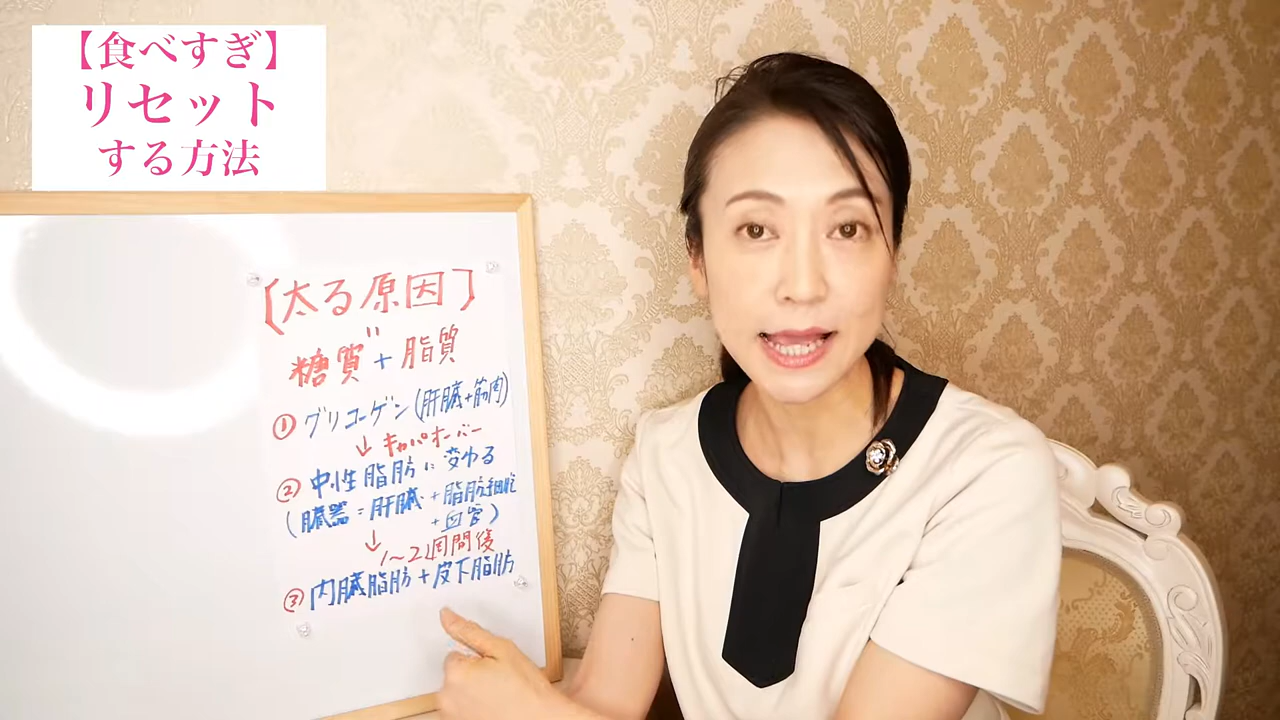 【食べすぎ】
リセット
する方法
[太る原因]
糖質"+脂質
① グリコーゲン(肝臓+筋肉)
↓ キャパオーバー
② 中性脂肪に変わる
(臓器=肝臓+脂肪細胞
+血管)
↓ 1〜2週間後
③ 内臓脂肪+皮下脂肪